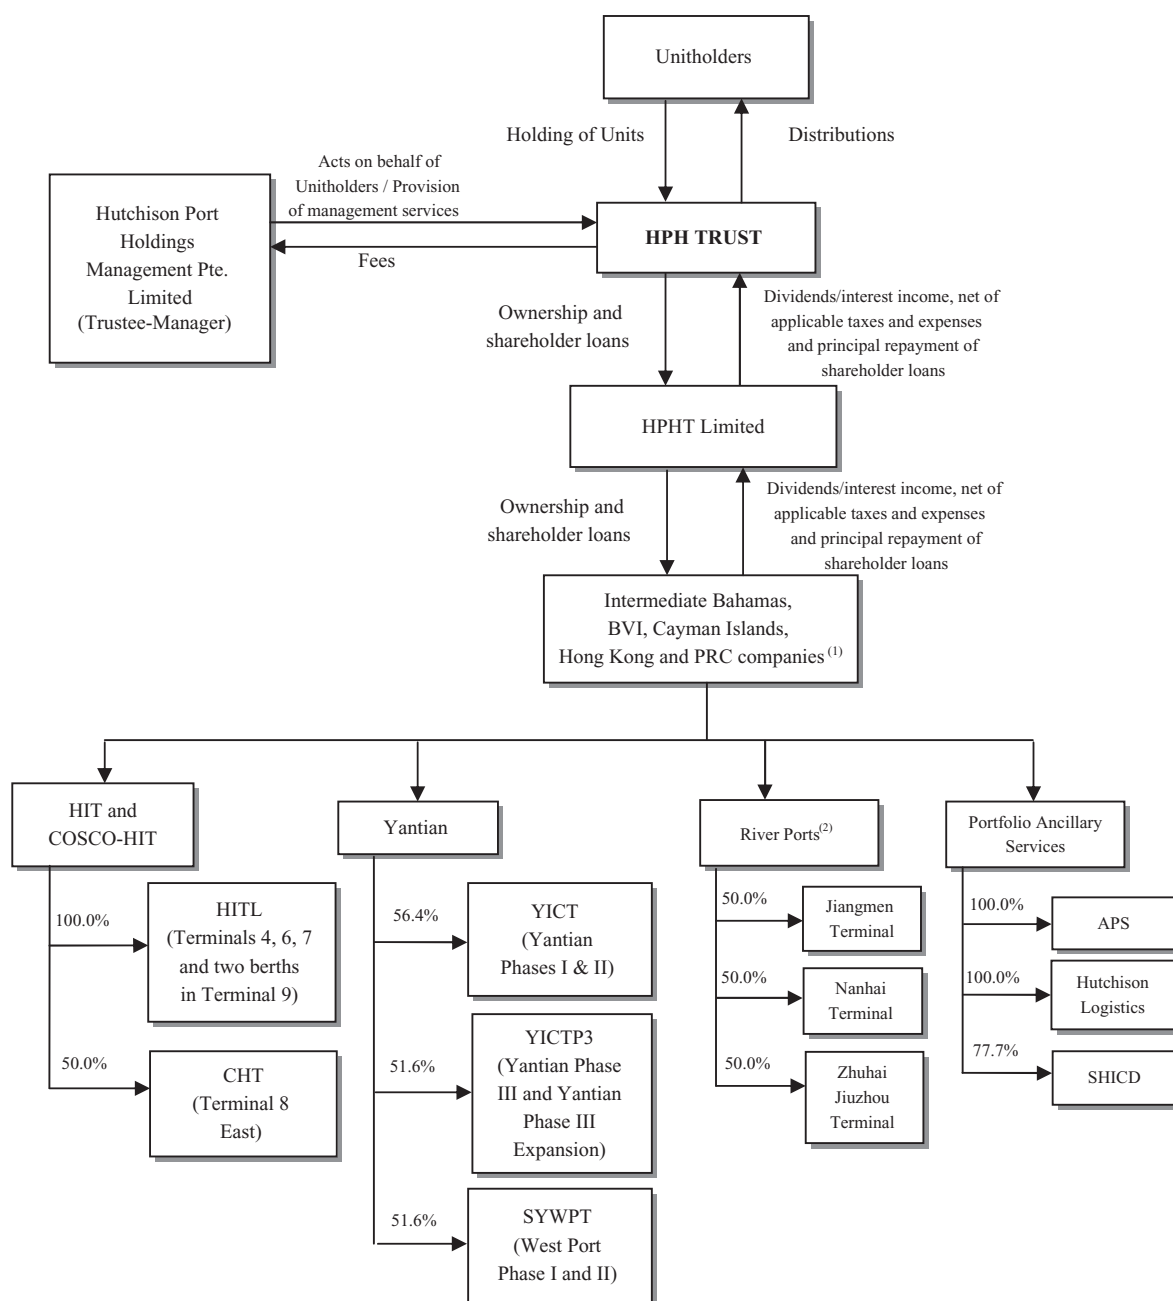 Unitholders
Holding of Units
Distributions
Acts on behalf of
Unitholders / Provision
of management services
Hutchison Port
Holdings
Management Pte.
Limited
(Trustee-Manager)
HPH TRUST
Fees
Ownership and
shareholder loans
Dividends/interest income, net of
applicable taxes and expenses
and principal repayment of
shareholder loans
HPHT Limited
Ownership and
shareholder loans
Dividends/interest income, net of
applicable taxes and expenses
and principal repayment of
shareholder loans
Intermediate Bahamas,
BVI, Cayman Islands,
Hong Kong and PRC companies (1)
HIT and
COSCO-HIT
100.0%
HITL
(Terminals 4, 6, 7
and two berths
in Terminal 9)
50.0%
CHT
(Terminal 8
East)
Yantian
56.4%
YICT
(Yantian
Phases I & II)
51.6%
YICTP3
(Yantian Phase
III and Yantian
Phase III
Expansion)
51.6%
SYWPT
(West Port
Phase I and II)
River Ports(2)
50.0%
Jiangmen
Terminal
50.0%
Nanhai
Terminal
50.0%
Zhuhai
Jiuzhou
Terminal
Portfolio Ancillary
Services
100.0%
APS
100.0%
Hutchison
Logistics
77.7%
SHICD